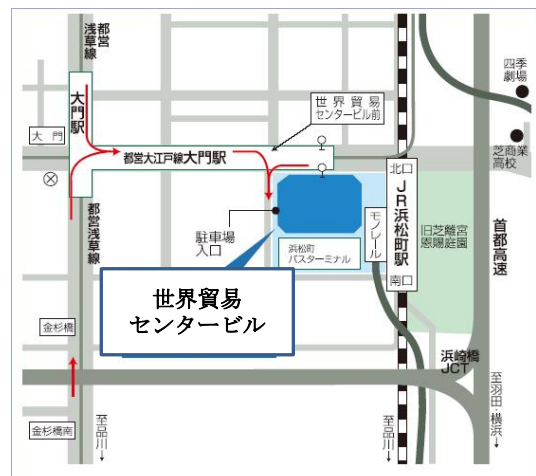 都営
浅草線
四季
劇場
大門駅
世界貿易
センタービル前
大門
都営大江戸線大門駅
芝商業
高校
北口
JR浜松町駅
南口
モノレール
旧芝離宮
恩賜庭園
首都高速
都営浅草線
駐車場
入口
浜松町
バスターミナル
世界貿易
センタービル
金杉橋
浜崎橋
JCT
金杉橋南
至品川→
至品川→
至羽田・横浜→